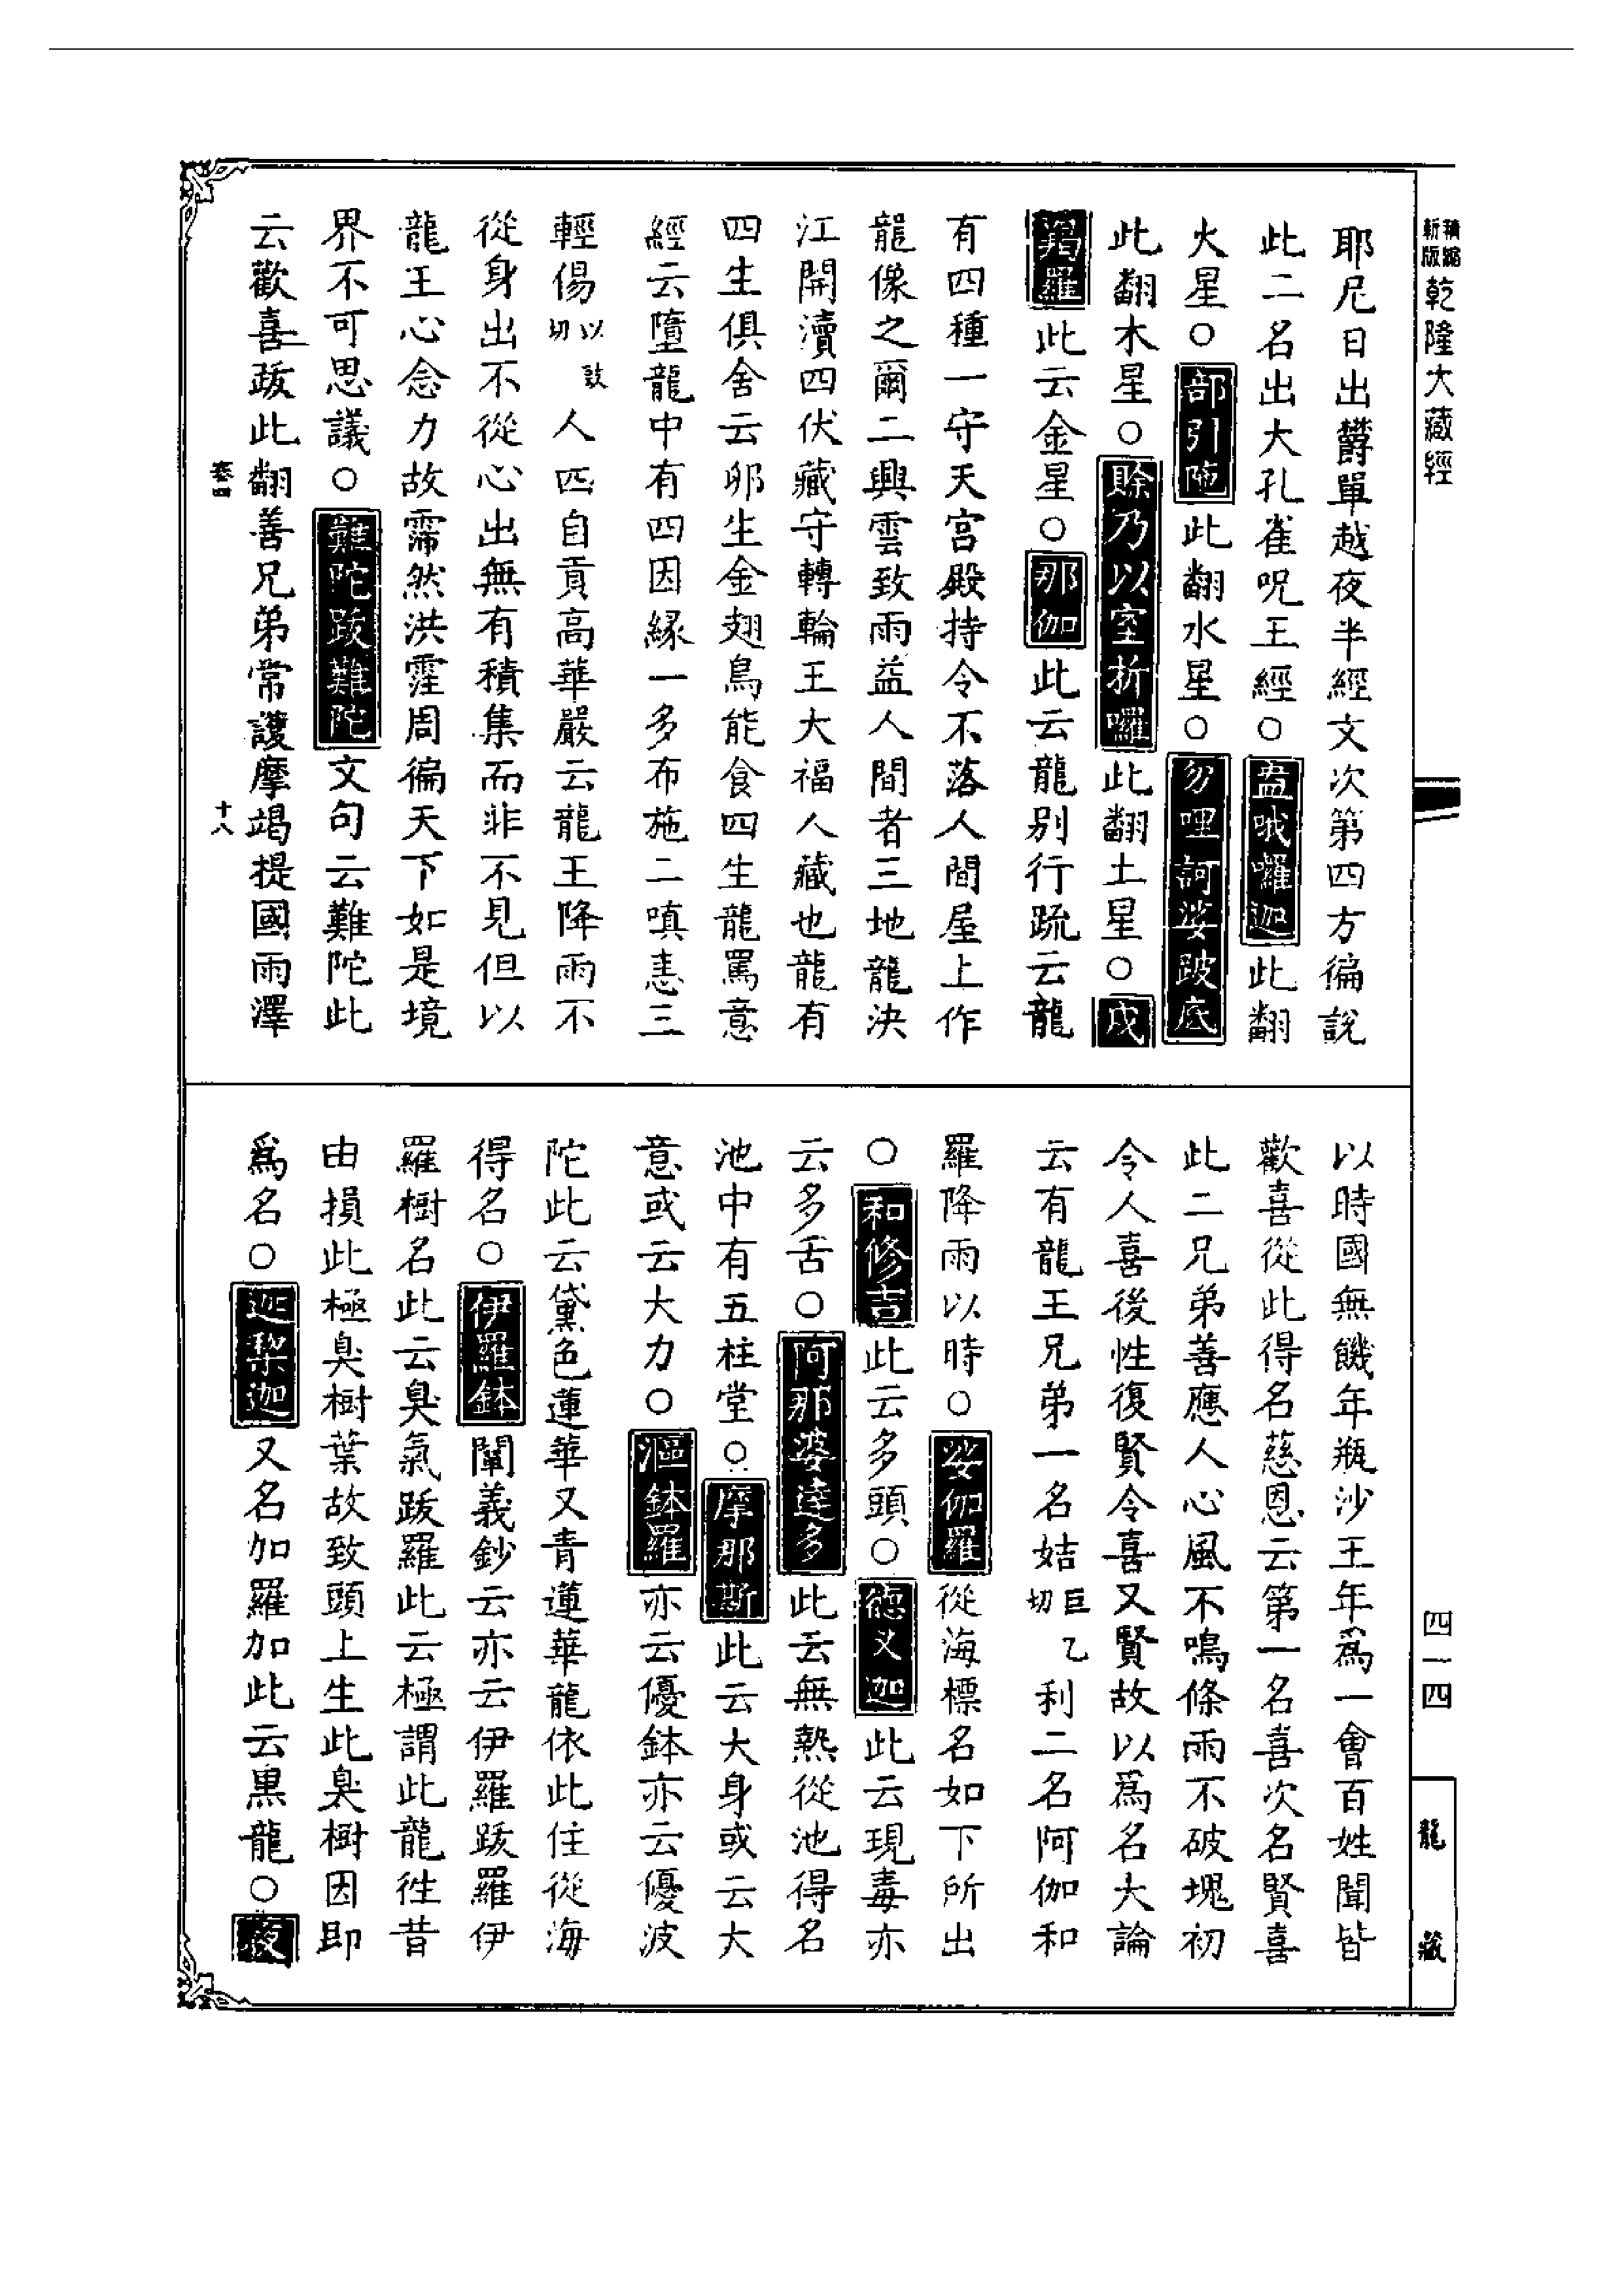 精縮新版乾隆大藏經
四一四
龍藏
耶尼日出欝單越夜半經文次第四方徧說
此二名出大孔雀呪王經○盎哦囉迦此翻
火星○部引陁此翻水星○勿哩訶娑跛底
此翻木星○賖乃以室折囉此翻土星○戍
羯羅此云金星○那伽此云龍別行疏云龍
有四種一守天宮殿持令不落人間屋上作
龍像之爾二興雲致雨益人間者三地龍決
江開瀆四伏藏守轉輪王大福人藏也龍有
四生俱舍云卵生金翅鳥能食四生龍罵意
經云墮龍中有四因緣一多布施二嗔恚三
輕傷以豉切人四自貢高華嚴云龍王降雨不
從身出不從心出無有積集而非不見但以
龍王心念力故霈然洪霔周徧天下如是境
界不可思議○難陀跋難陀文句云難陀此
云歡喜跋此翻善兄弟常護摩竭提國雨澤
卷四 十八
以時國無饑年瓶沙王年爲一會百姓聞皆
歡喜從此得名慈恩云第一名喜次名賢喜
此二兄弟善應人心風不鳴條雨不破塊初
令人喜後性復賢令喜又賢故以爲名大論
云有龍王兄弟一名姞巨乙切利二名阿伽和
羅降雨以時○娑伽羅從海標名如下所出
○和修吉此云多頭○德义迦此云現毒亦
云多舌○阿那婆達多此云無熱從池得名
池中有五柱堂○摩那斯此云大身或云大
意或云大力○漚鉢羅亦云優鉢亦云優波
陀此云黛色蓮華又青蓮華龍依此住從海
得名○伊羅鉢闡義鈔云亦云伊羅跋羅伊
羅樹名此云臭氣跋羅此云極謂此龍徃昔
由損此極臭樹葉故致頭上生此臭樹因即
爲名○迦棃迦又名加羅加此云黒龍○夜